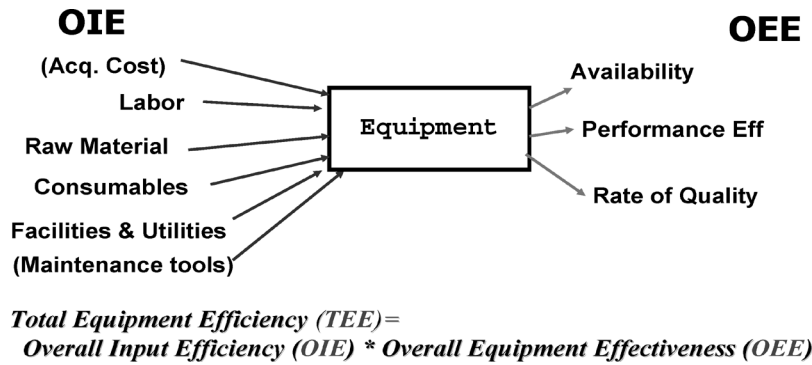 OIE
OEE
(Acq. Cost)
Labor
Raw Material
Consumables
Facilities & Utilities
(Maintenance tools)
Equipment
Availability
Performance Eff
Rate of Quality
Total Equipment Efficiency (TEE)=
Overall Input Efficiency (OIE) * Overall Equipment Effectiveness (OEE)